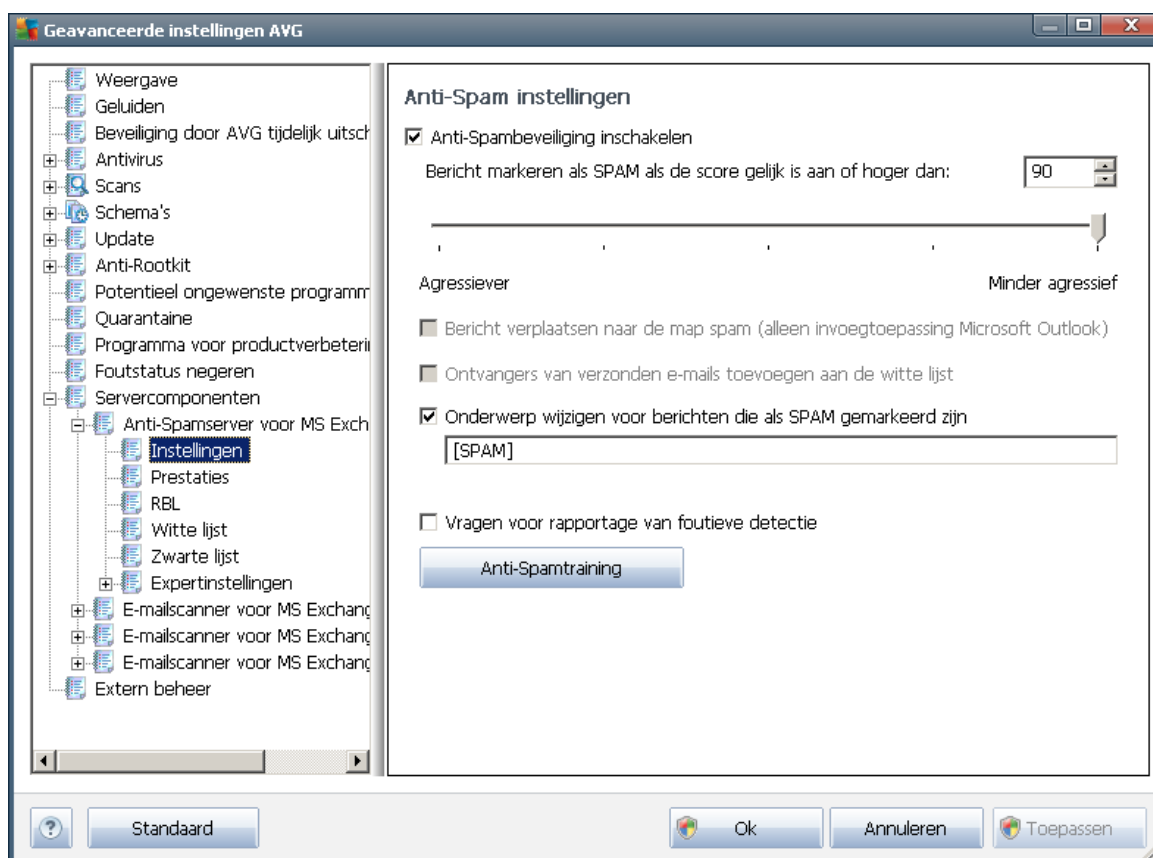 Geavanceerde instellingen AVG
Weergave
Geluiden
Beveiliging door AVG tijdelijk uitsch
Antivirus
Scans
Schema's
Update
Anti-Rootkit
Potentieel ongewenste programm
Quarantaine
Programma voor productverbeteri
Foutstatus negeren
Servercomponenten
Anti-Spamserver voor MS Exch
Instellingen
Prestaties
RBL
Witte lijst
Zwarte lijst
Expertinstellingen
E-mailscanner voor MS Exchang
E-mailscanner voor MS Exchang
E-mailscanner voor MS Exchang
Extern beheer
Anti-Spam instellingen
Anti-Spambeveiliging inschakelen
Bericht markeren als SPAM als de score gelijk is aan of hoger dan: 90
Agressiever Minder agressief
Bericht verplaatsen naar de map spam (alleen invoegtoepassing Microsoft Outlook)
Ontvangers van verzonden e-mails toevoegen aan de witte lijst
Onderwerp wijzigen voor berichten die als SPAM gemarkeerd zijn
[SPAM]
Vragen voor rapportage van foutieve detectie
Anti-Spamtraining
? Standaard Ok Annuleren Toepassen